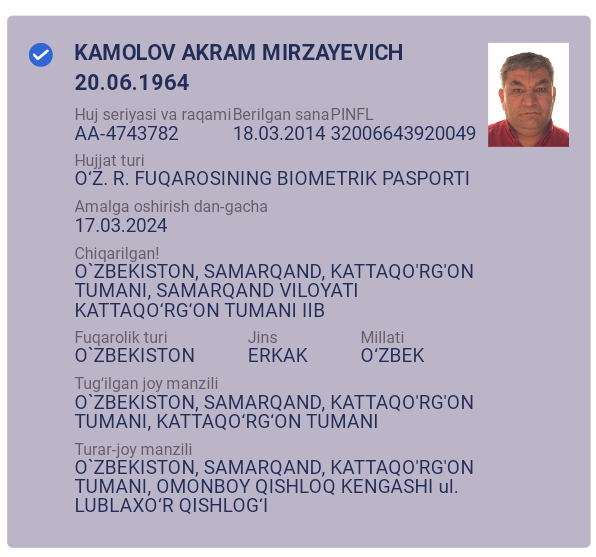 KAMOLOV AKRAM MIRZAYEVICH
20.06.1964
Huj seriyasi va raqami Berilgan sana PINFL
AA-4743782 18.03.2014 32006643920049
Hujjat turi
O‘Z. R. FUQAROSINING BIOMETRIK PASPORTI
Amalga oshirish dan-gacha
17.03.2024
Chiqarilgan!
O`ZBEKISTON, SAMARQAND, KATTAQO'RG'ON
TUMANI, SAMARQAND VILOYATI
KATTAQO‘RG‘ON TUMANI IIB
Fuqarolik turi Jins Millati
O`ZBEKISTON ERKAK O‘ZBEK
Tug‘ilgan joy manzili
O`ZBEKISTON, SAMARQAND, KATTAQO'RG'ON
TUMANI, KATTAQO‘RG‘ON TUMANI
Turar-joy manzili
O`ZBEKISTON, SAMARQAND, KATTAQO'RG'ON
TUMANI, OMONBOY QISHLOQ KENGASHI ul.
LUBLAXO‘R QISHLOG‘I